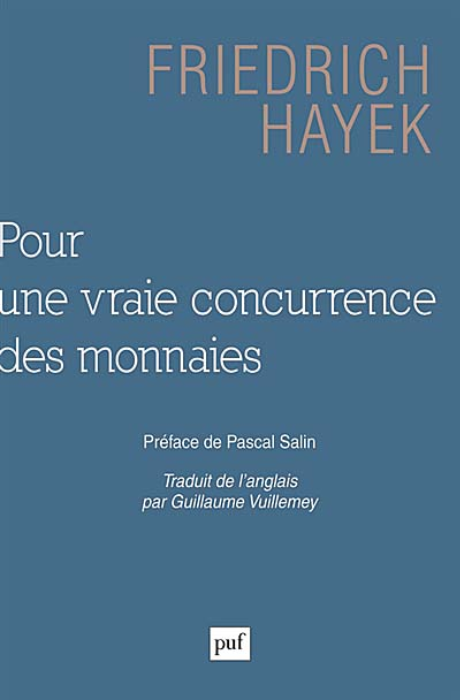 FRIEDRICH
HAYEK
Pour
une vraie concurrence
des monnaies
Préface de Pascal Salin
Traduit de l'anglais
par Guillaume Vuillemey
puf